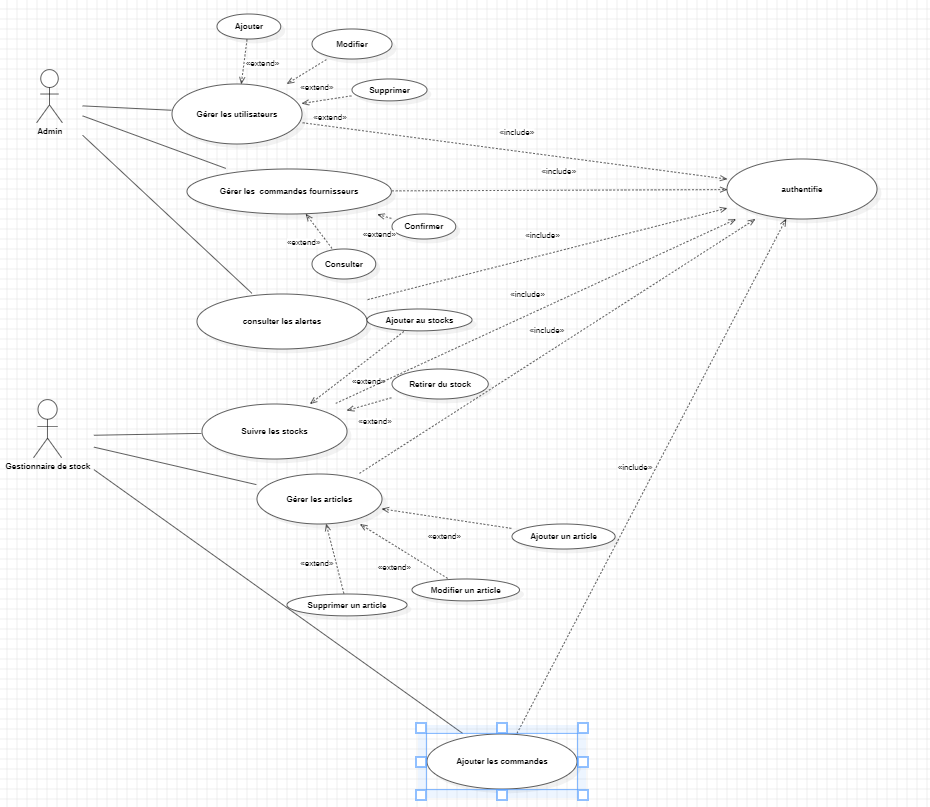 Ajouter
Modifier
«extend»
Supprimer
«extend»
Gérer les utilisateurs
«extend»
Admin
«include»
«include»
authentifie
Gérer les  commandes fournisseurs
Confirmer
«extend»
«extend»
«include»
Consulter
«include»
consulter les alertes
Ajouter au stocks
«include»
«extend»
Retirer du stock
«extend»
Suivre les stocks
Gestionnaire de stock
«include»
Gérer les articles
«extend»
Ajouter un article
«extend»
«extend»
Modifier un article
Supprimer un article
Ajouter les commandes